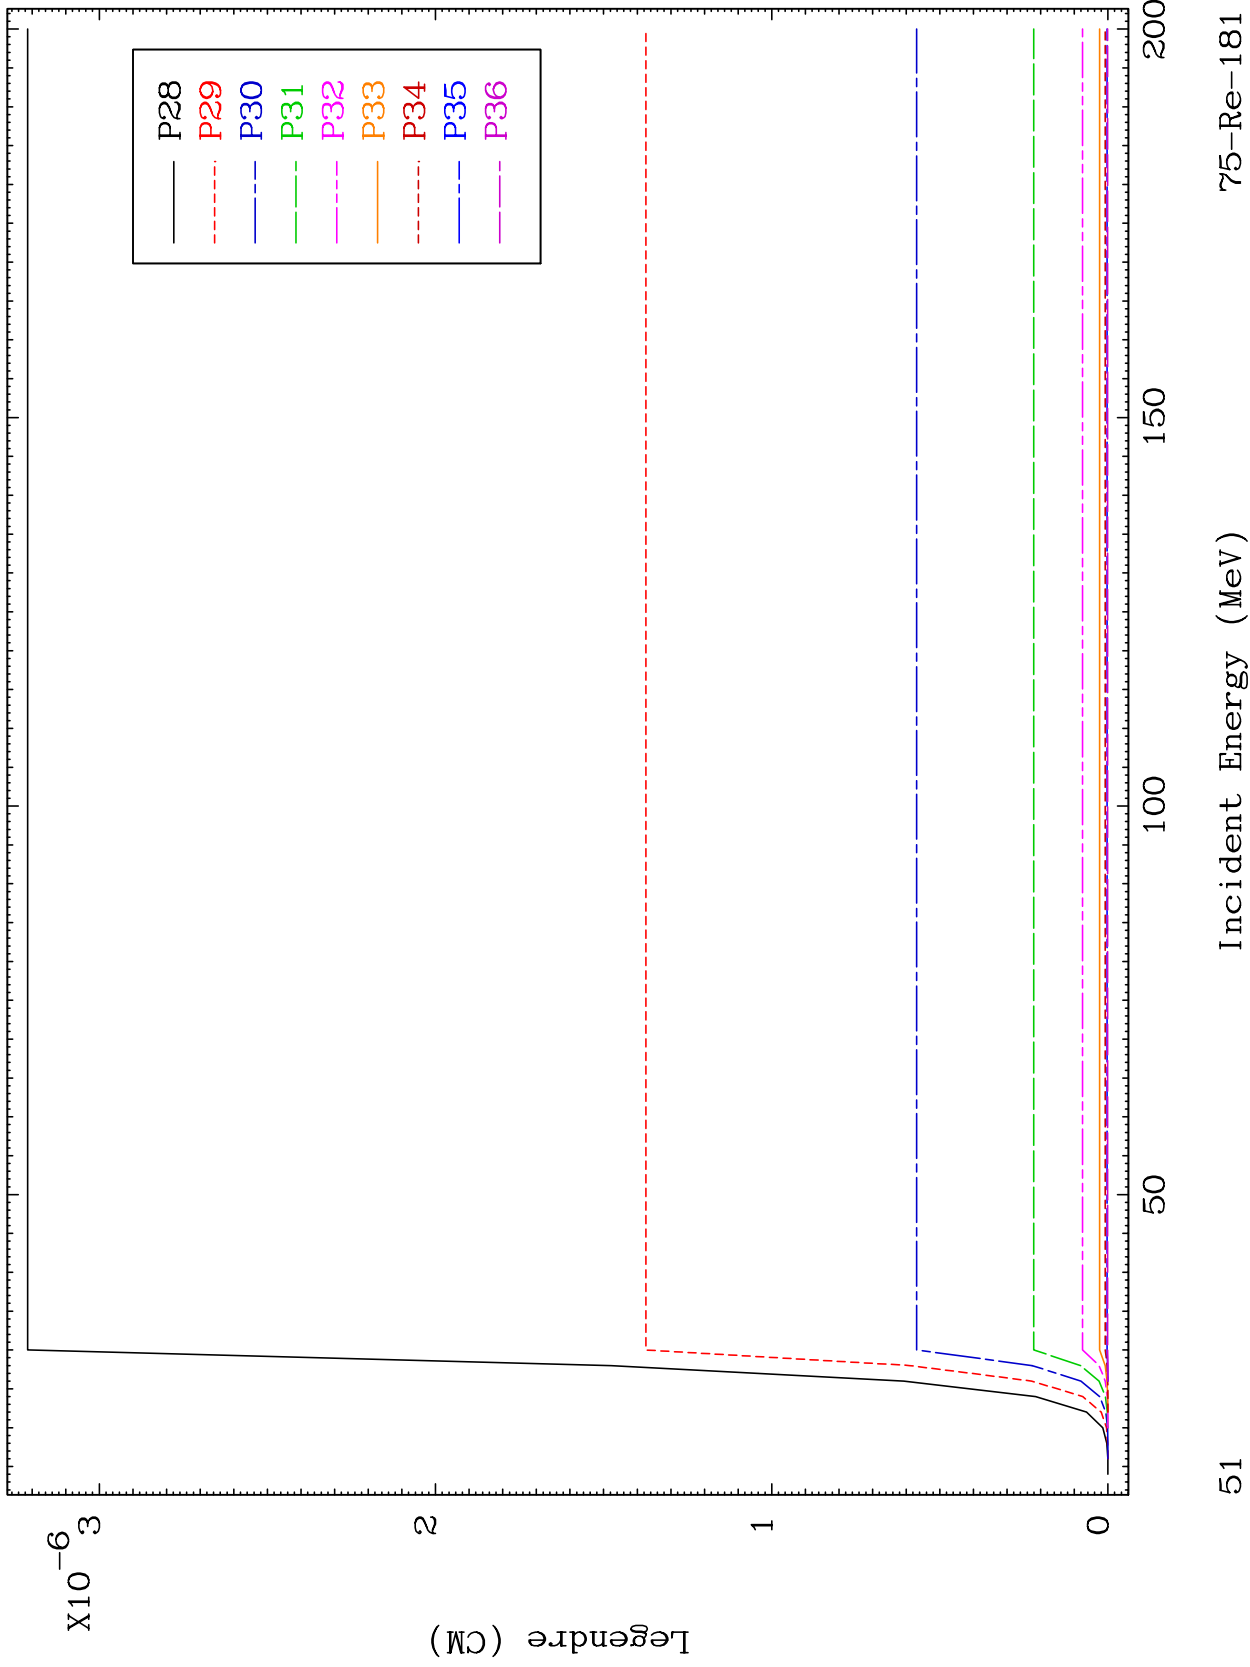 X10-6
3
2
1
0
Legendre (CM)
P28
P29
P30
P31
P32
P33
P34
P35
P36
50
100
150
200
Incident Energy (MeV)
51
75-Re-181